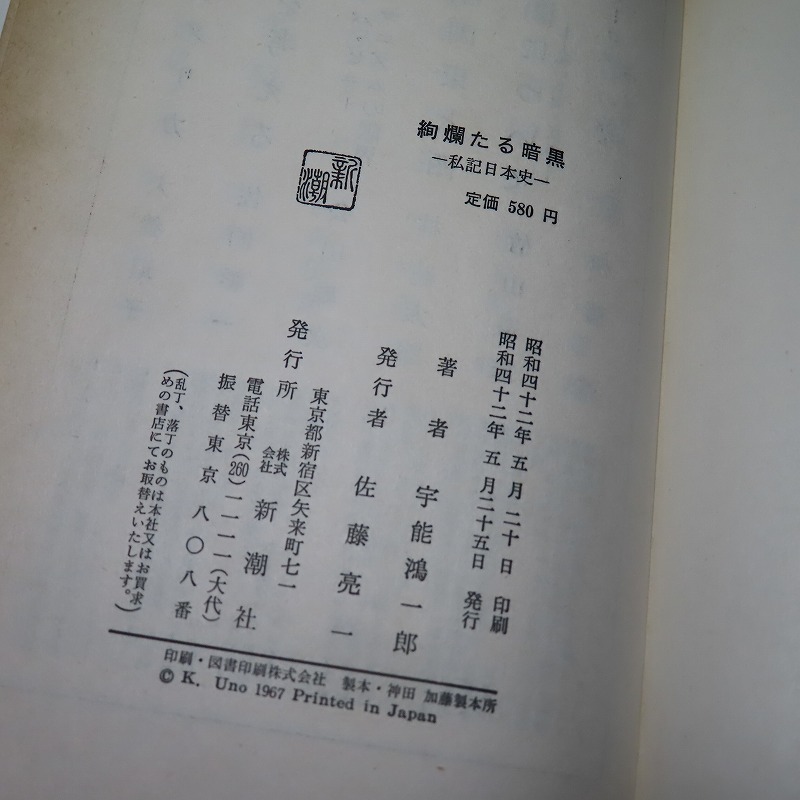 絢爛たる暗黒
―私記日本史―
定価 580 円
新潮
昭和四十二年 五 月 二十日 印刷
昭和四十二年 五 月二十五日 発行
著者 宇能鴻一郎
発行者 佐藤亮一
発行所 株式会社 新潮社
東京都新宿区矢来町七一
電話東京(260)一一一一(大代)
振替東京 八〇八番
(乱丁、落丁のものは本社又はお買求
めの書店にてお取替えいたします。)
印刷・図書印刷株式会社 製本・神田 加藤製本所
© K. Uno 1967 Printed in Japan